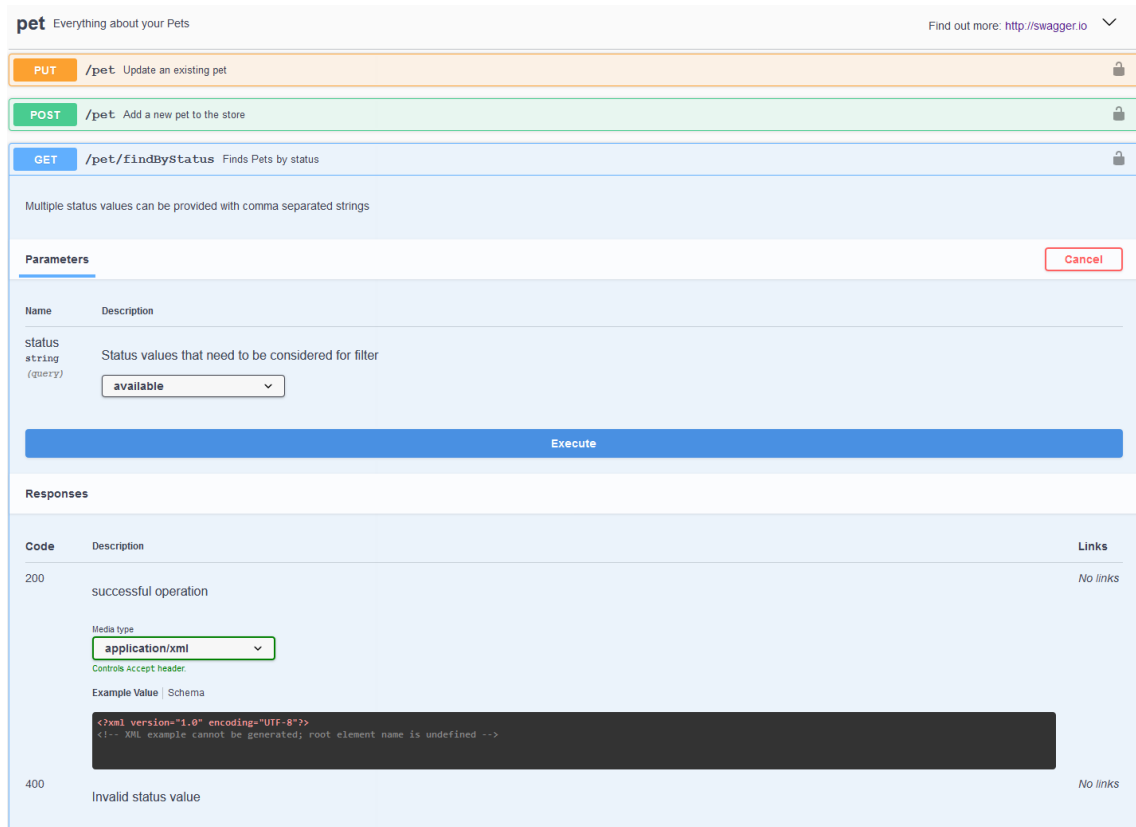 pet Everything about your Pets Find out more: http://swagger.io
PUT /pet Update an existing pet
POST /pet Add a new pet to the store
GET /pet/findByStatus Finds Pets by status
Multiple status values can be provided with comma separated strings
Parameters Cancel
Name Description
status
string
(query)
Status values that need to be considered for filter
available
Execute
Responses
Code Description Links
200 No links
successful operation
Media type
application/xml
Controls Accept header.
Example Value Schema
<?xml version="1.0" encoding="UTF-8"?>
<!-- XML example cannot be generated; root element name is undefined -->
400 No links
Invalid status value